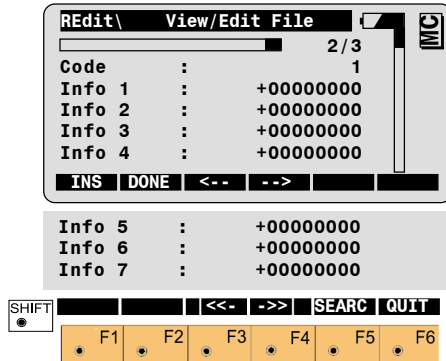 REdit\ View/Edit File MC
2/3
Code : 1
Info 1 : +00000000
Info 2 : +00000000
Info 3 : +00000000
Info 4 : +00000000
INS DONE <-- -->
Info 5 : +00000000
Info 6 : +00000000
Info 7 : +00000000
SHIFT <<- ->> SEARC QUIT
F1 F2 F3 F4 F5 F6